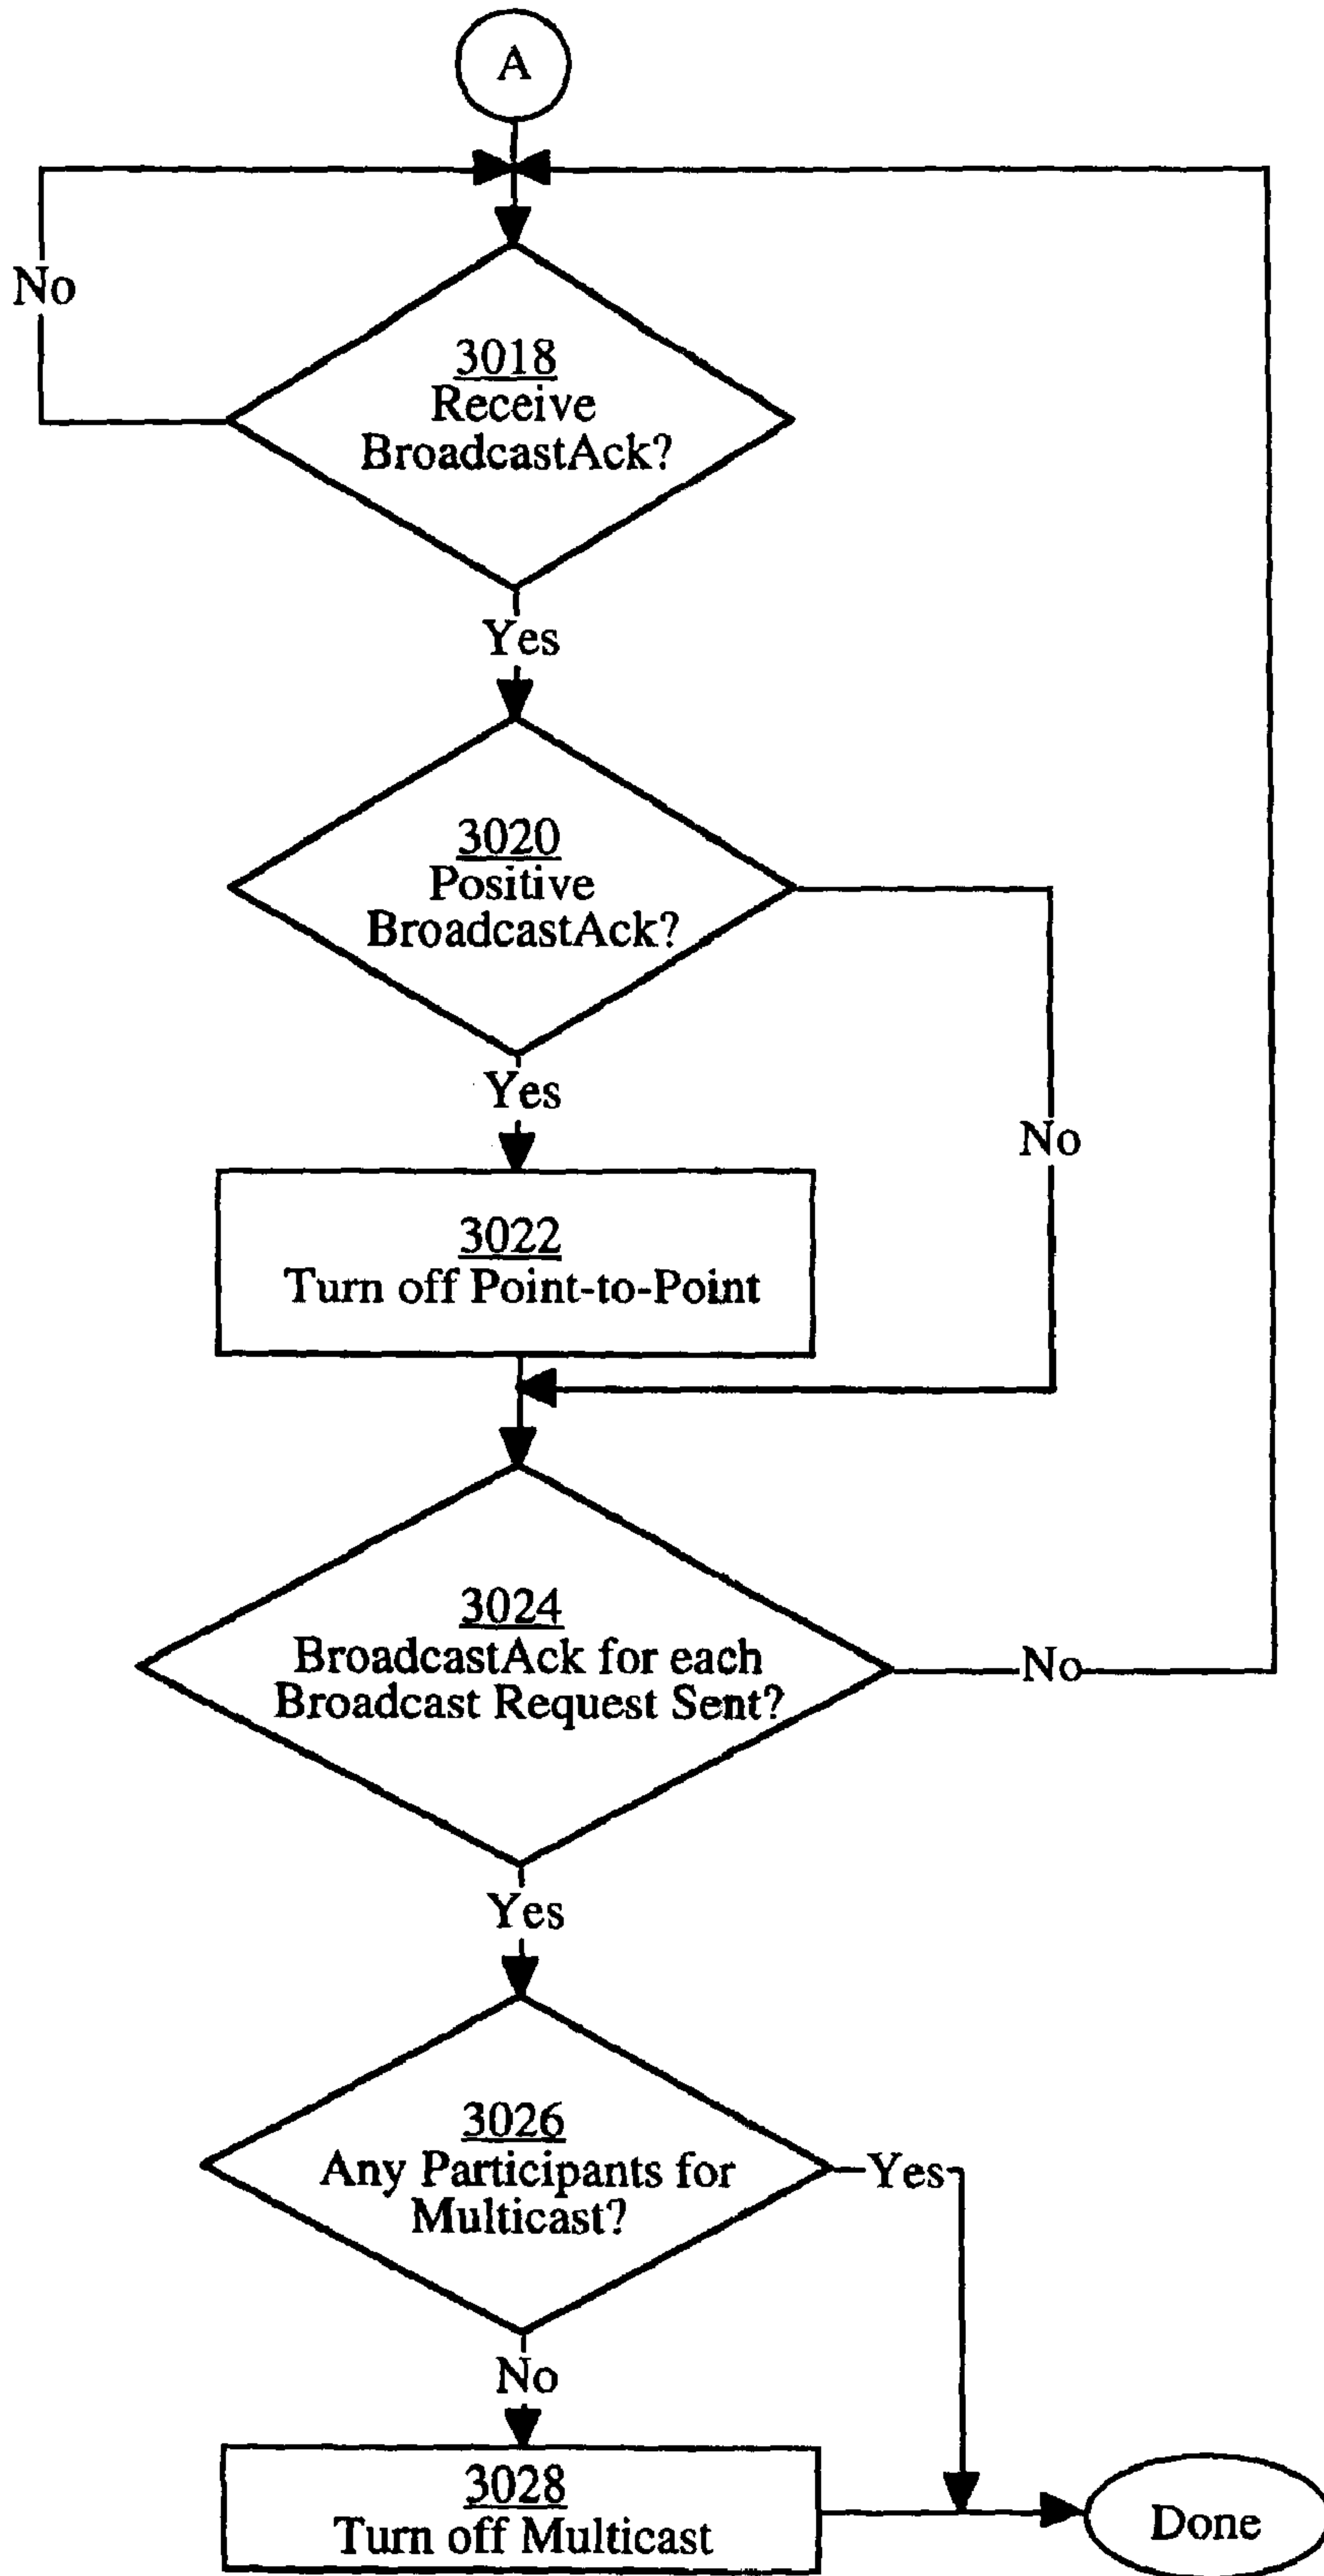 A
No
3018
Receive
BroadcastAck?
Yes
3020
Positive
BroadcastAck?
Yes
No
3022
Turn off Point-to-Point
3024
BroadcastAck for each
Broadcast Request Sent?
No
Yes
3026
Any Participants for
Multicast?
Yes
No
3028
Turn off Multicast
Done